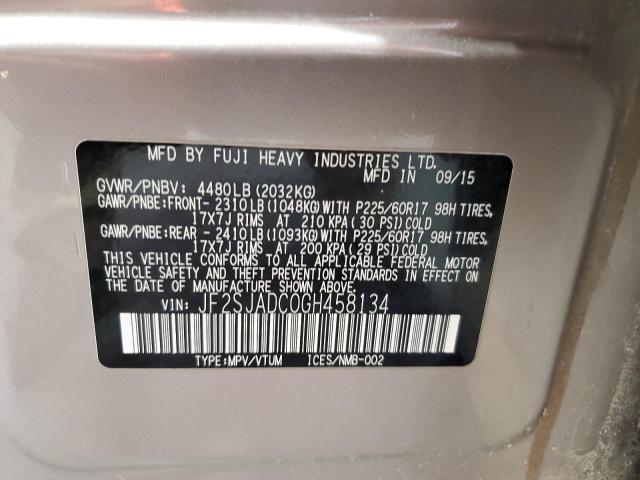 MFD BY FUJI HEAVY INDUSTRIES LTD.
MFD IN 09/15
GVWR/PNBV: 4480LB(2032KG)
GAWR/PNBE:FRONT- 2310LB(1048KG)WITH P225/60R17 98H TIRES,
17X7J RIMS AT 210 KPA(30 PSI)COLD
GAWR/PNBE:REAR - 2410LB(1093KG)WITH P225/60R17 98H TIRES,
17X7J RIMS AT 200 KPA(29 PSI)COLD
THIS VEHICLE CONFORMS TO ALL APPLICABLE FEDERAL MOTOR
VEHICLE SAFETY AND THEFT PREVENTION STANDARDS IN EFFECT ON
THE DATE OF MANUFACTURE SHOWN ABOVE.
VIN: JF2SJADC0GH458134
TYPE:MPV/VTUM ICES/NMB-002